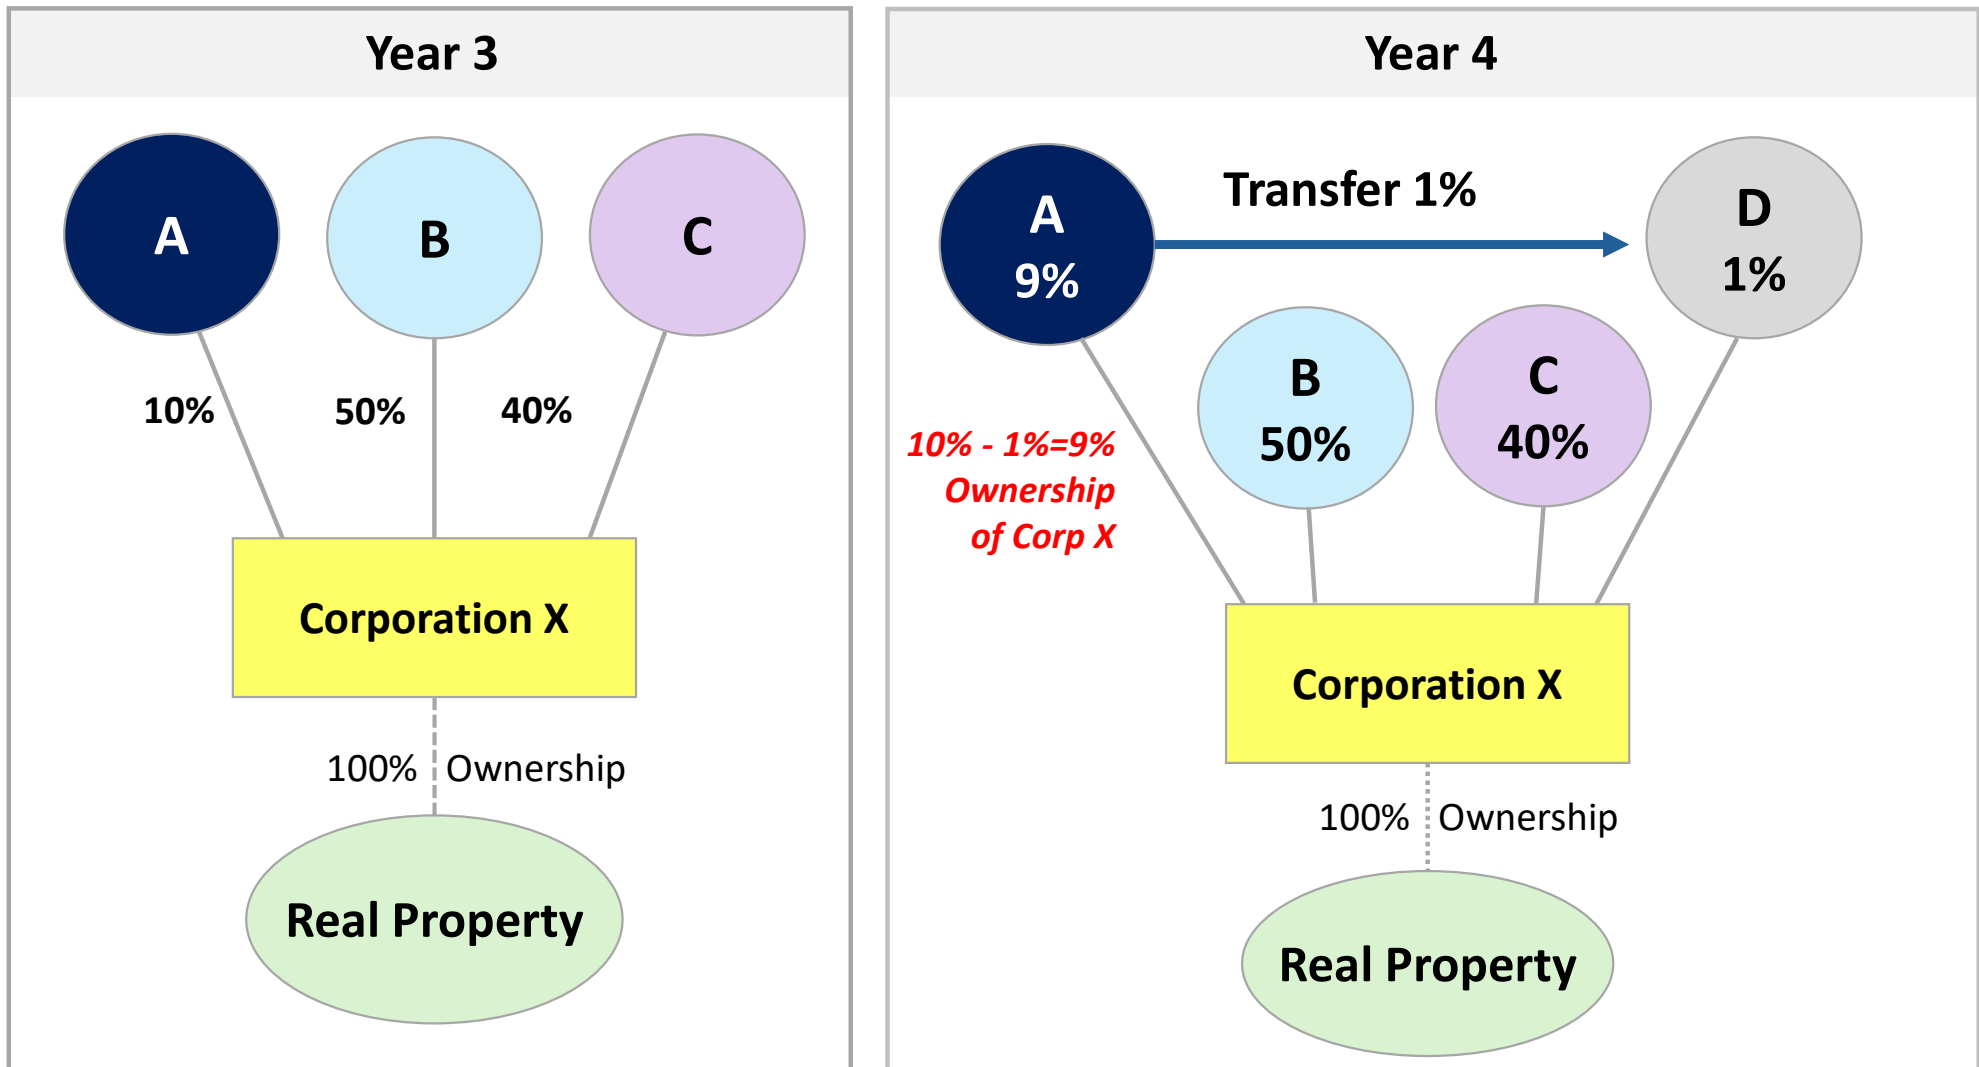 Year 3
A
B
C
10%
50%
40%
Corporation X
100% Ownership
Real Property
Year 4
A
9%
Transfer 1%
D
1%
B
50%
C
40%
10% - 1%=9%
Ownership
of Corp X
Corporation X
100% Ownership
Real Property